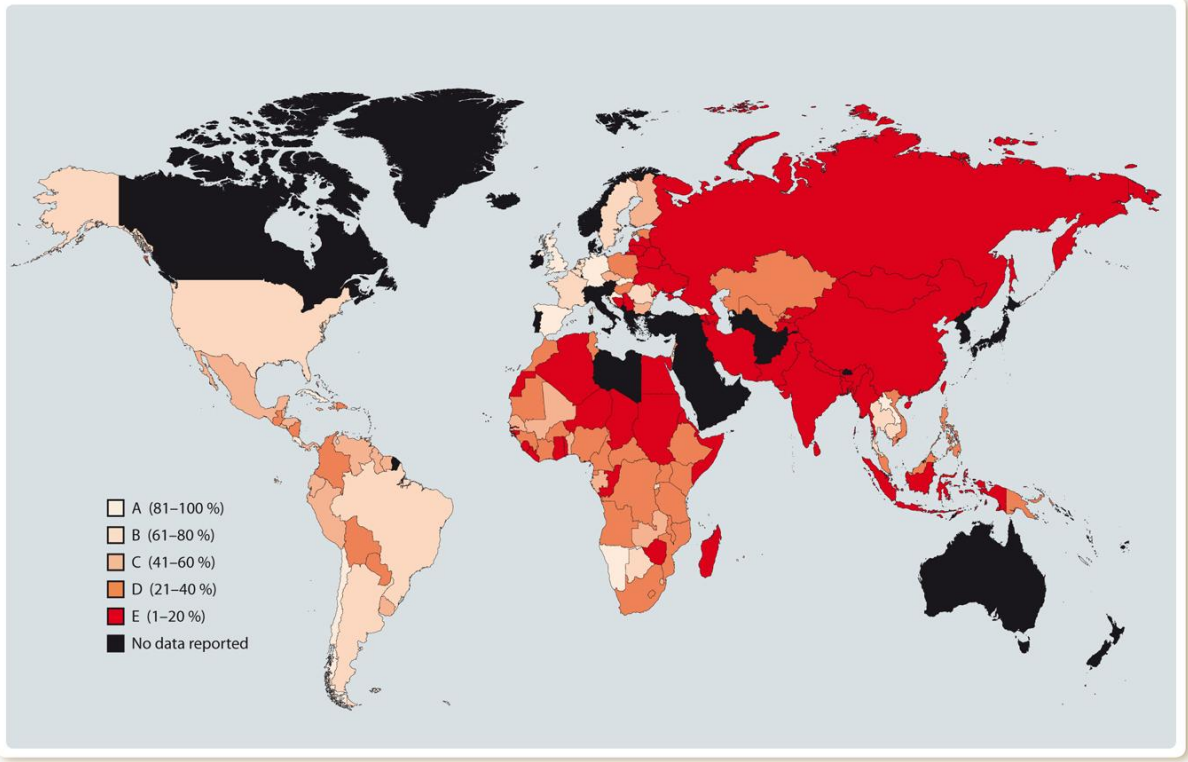 A (81–100 %)
B (61–80 %)
C (41–60 %)
D (21–40 %)
E (1–20 %)
No data reported